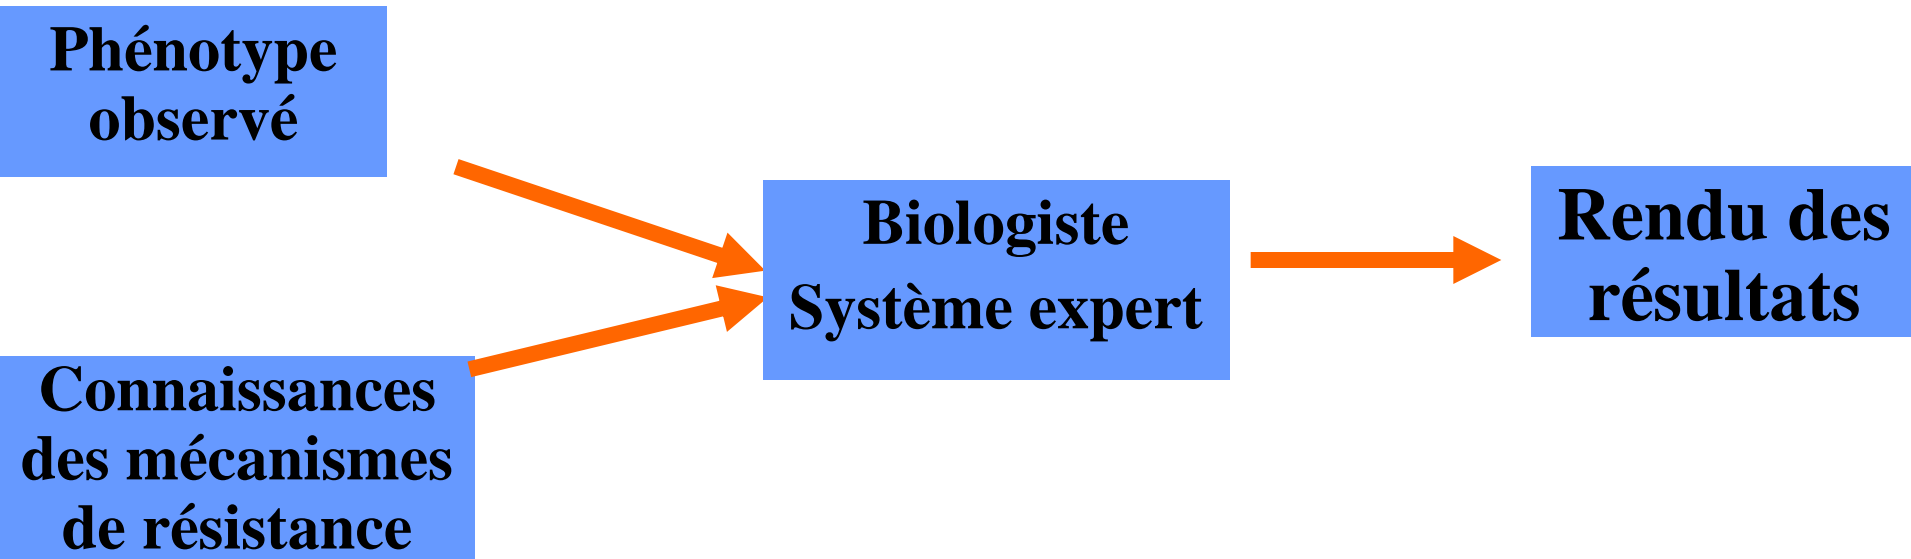 Phénotype
observé
Connaissances
des mécanismes
de résistance
Biologiste
Système expert
Rendu des
résultats